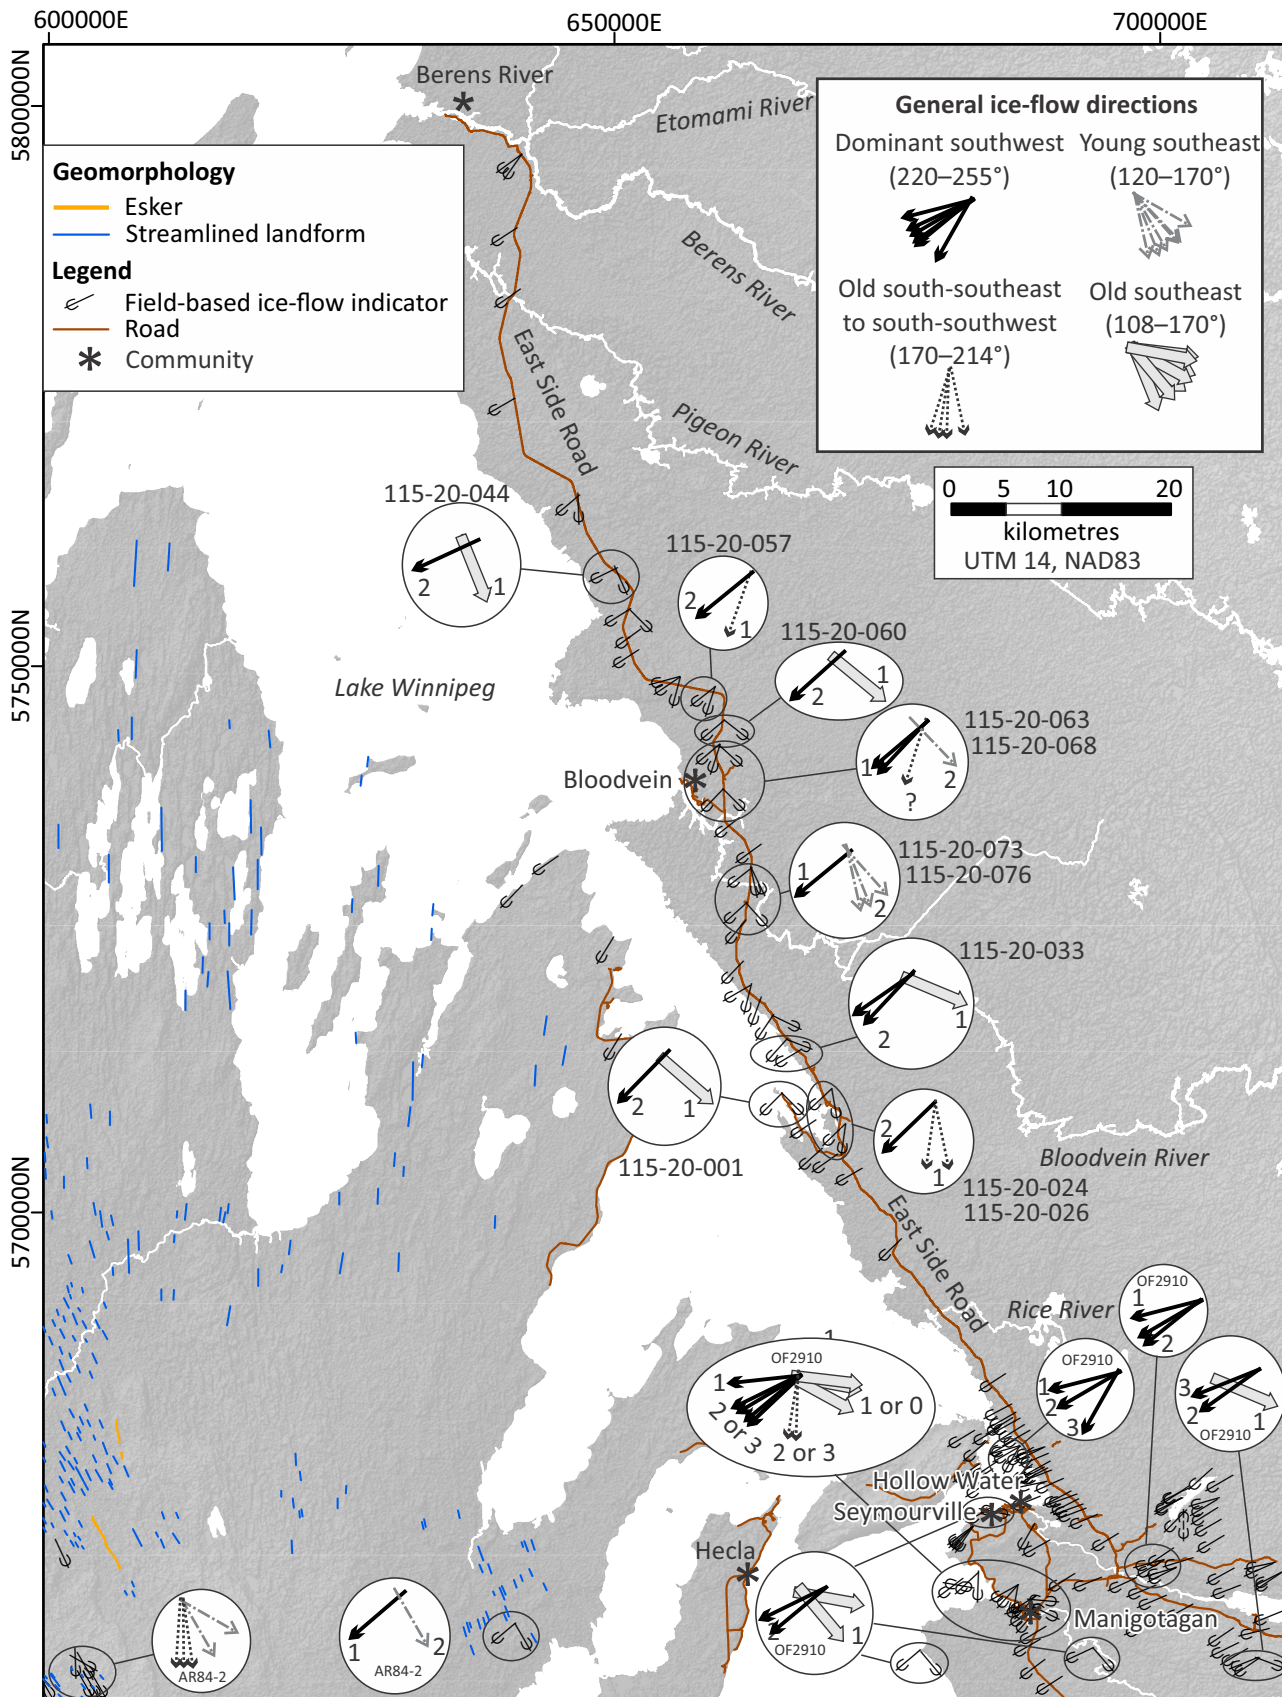 600000E
650000E
700000E
5800000N
5750000N
5700000N
Berens River
Etomami River
General ice-flow directions
Dominant southwest
(220–255°)
Young southeast
(120–170°)
Old south-southeast
to south-southwest
(170–214°)
Old southeast
(108–170°)
Geomorphology
Esker
Streamlined landform
Legend
Field-based ice-flow indicator
Road
Community
Berens River
East Side Road
Pigeon River
0 5 10 20
kilometres
UTM 14, NAD83
115-20-044
2
1
115-20-057
2
1
115-20-060
1
2
Lake Winnipeg
115-20-063
115-20-068
1
2
?
Bloodvein
115-20-073
115-20-076
1
2
115-20-033
1
2
2
1
115-20-001
2
1
115-20-024
115-20-026
Bloodvein River
East Side Road
Rice River
OF2910
1
2
OF2910
1
2
3
3
2
1
OF2910
1
OF2910
1
1 or 0
2 or 3
2 or 3
Hollow Water
Seymourville
Hecla
Manigotagan
2
1
OF2910
AR84-2
1
2
AR84-2